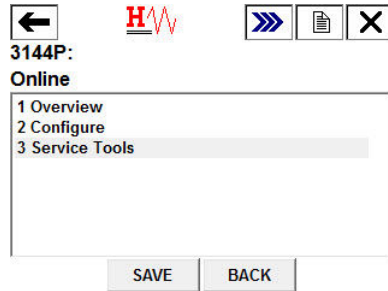 H
3144P:
Online
1 Overview
2 Configure
3 Service Tools
SAVE BACK